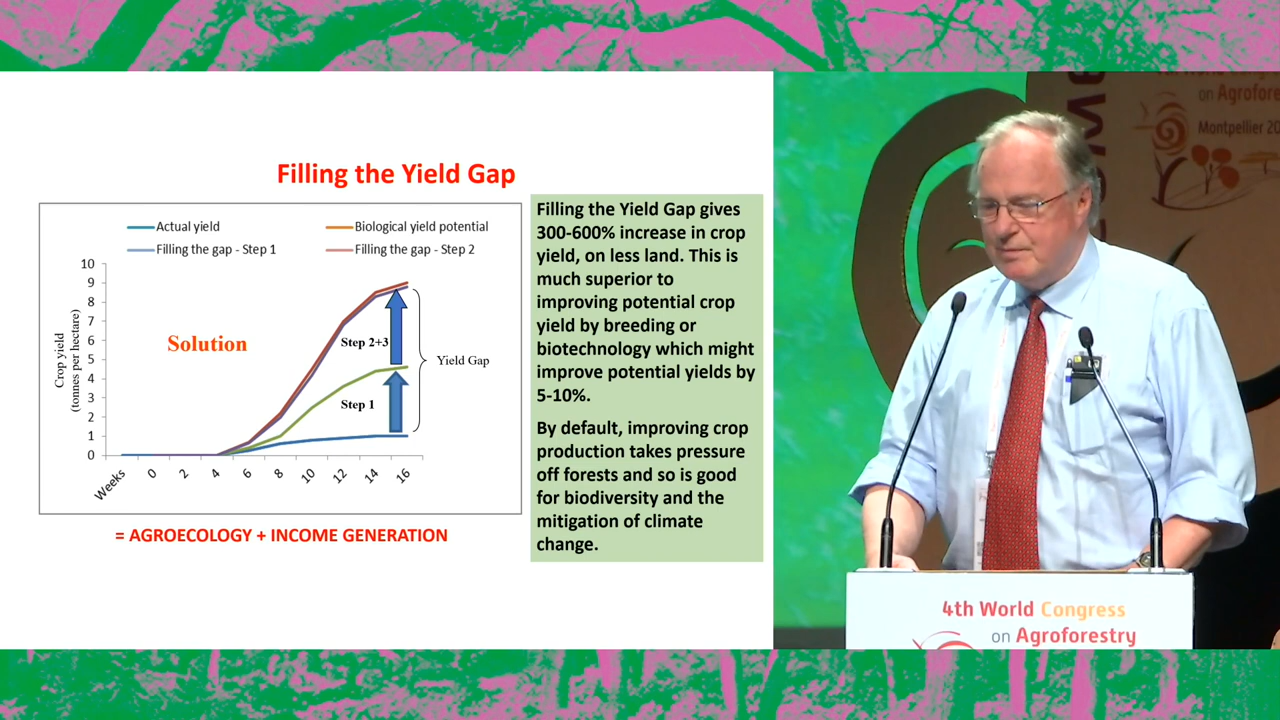 Filling the Yield Gap
Actual yield
Biological yield potential
Filling the gap - Step 1
Filling the gap - Step 2
Crop yield
(tonnes per hectare)
10
9
8
7
6
5
4
3
2
1
0
Solution
Step 2+3
Step 1
Yield Gap
Weeks
0
2
4
6
8
10
12
14
16
= AGROECOLOGY + INCOME GENERATION
Filling the Yield Gap gives
300-600% increase in crop
yield, on less land. This is
much superior to
improving potential crop
yield by breeding or
biotechnology which might
improve potential yields by
5-10%.
By default, improving crop
production takes pressure
off forests and so is good
for biodiversity and the
mitigation of climate
change.
on Agrofore
Montpellier 20
4th World Congress
on Agroforestry